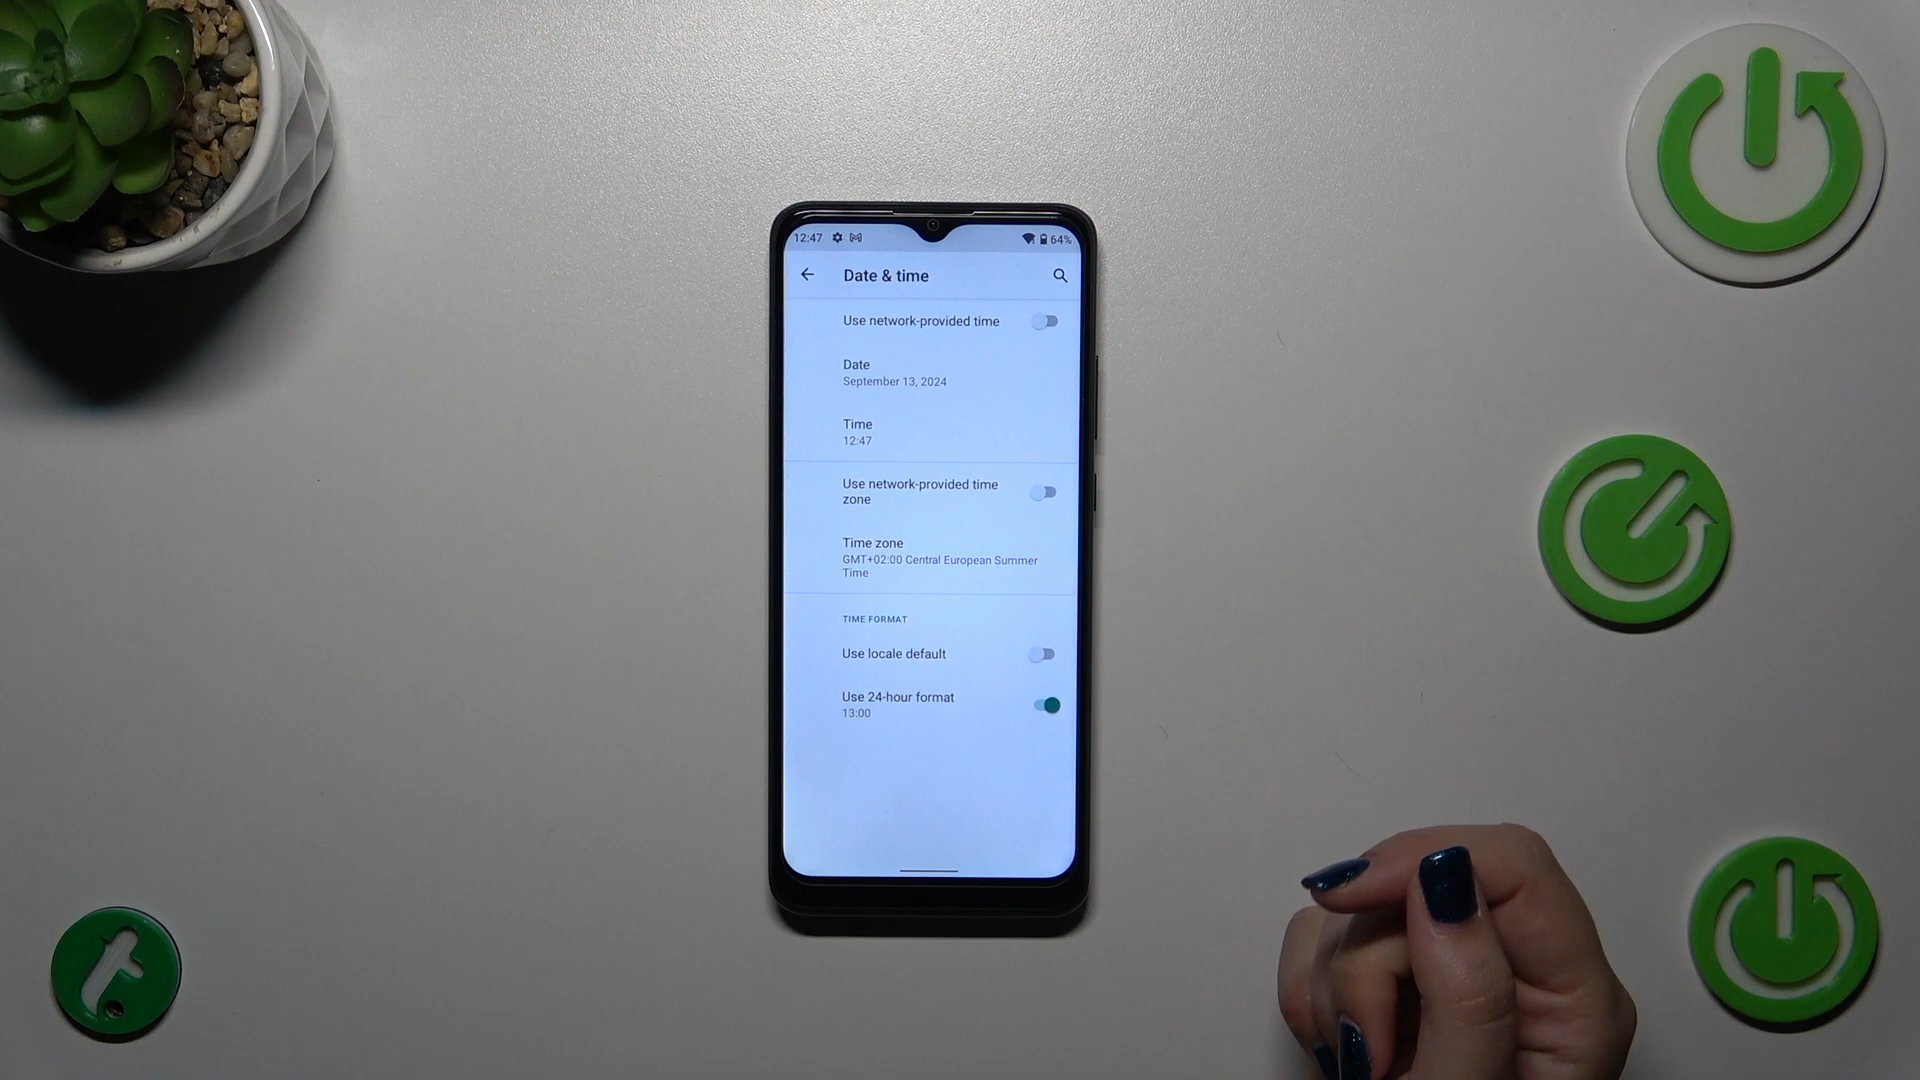 12:47
64%
Date & time
Use network-provided time
Date
September 13, 2024
Time
12:47
Use network-provided time
zone
Time zone
GMT+02:00 Central European Summer
Time
TIME FORMAT
Use locale default
Use 24-hour format
13:00